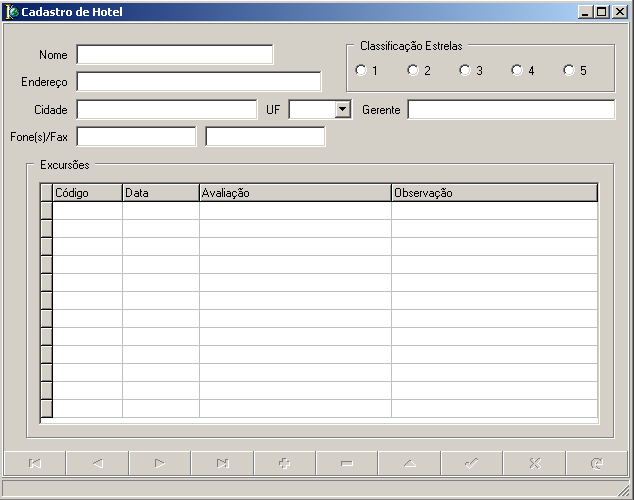 Cadastro de Hotel
Nome
Classificação Estrelas
1 2 3 4 5
Endereço
Cidade UF Gerente
Fone(s)/Fax
Excursões
Código Data Avaliação Observação